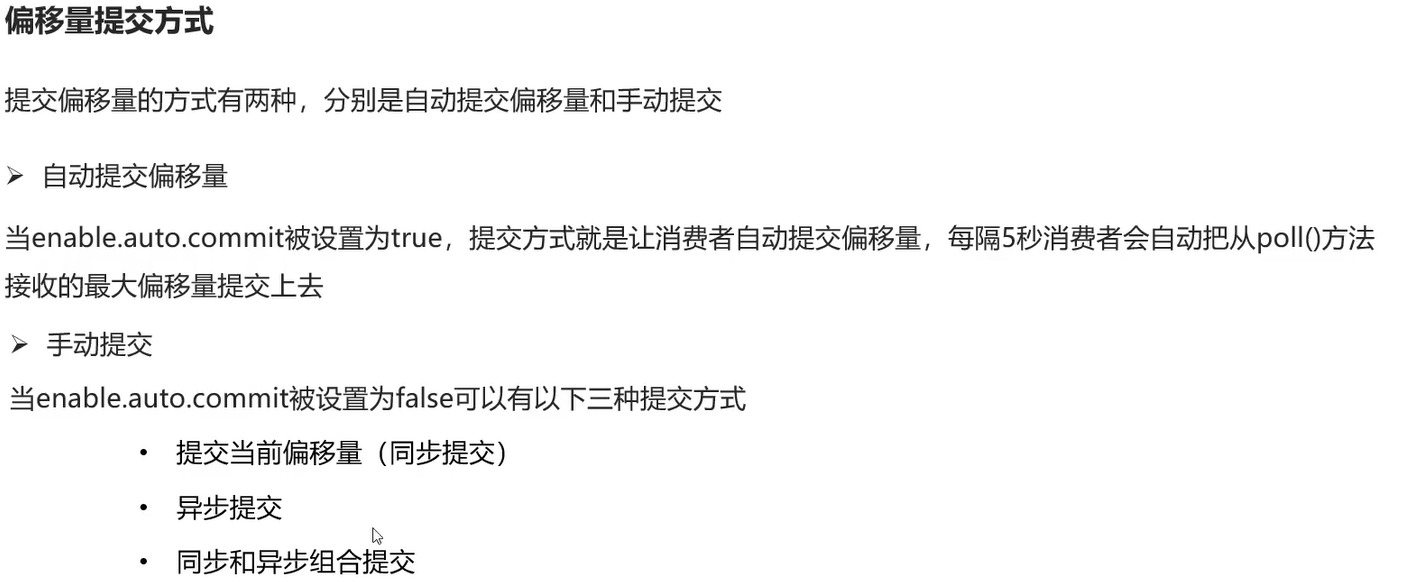 偏移量提交方式
提交偏移量的方式有两种，分别是自动提交偏移量和手动提交
➢ 自动提交偏移量
当enable.auto.commit被设置为true，提交方式就是让消费者自动提交偏移量，每隔5秒消费者会自动把从poll()方法
接收的最大偏移量提交上去
➢ 手动提交
当enable.auto.commit被设置为false可以有以下三种提交方式
• 提交当前偏移量（同步提交）
• 异步提交
• 同步和异步组合提交